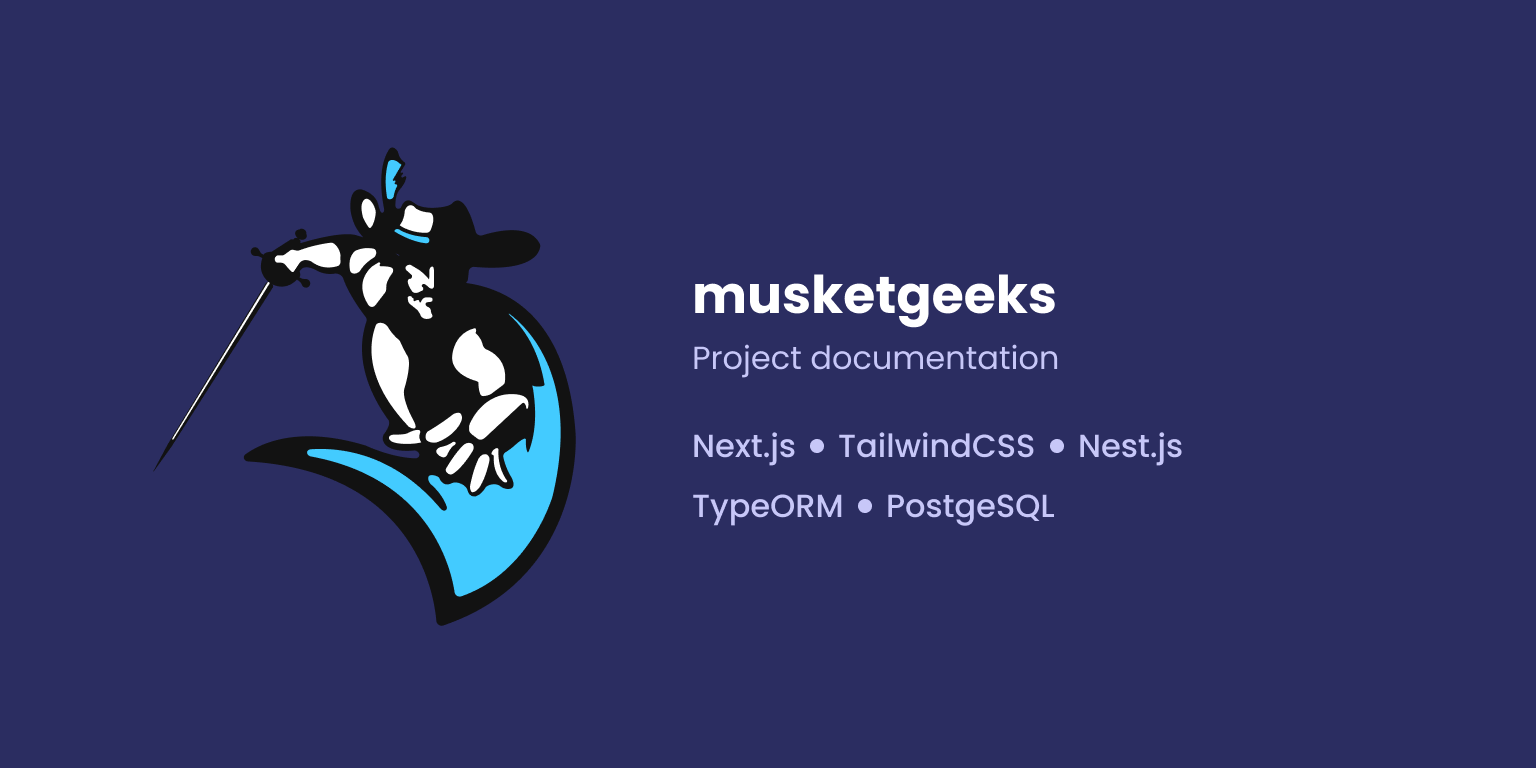 musketgeeks
Project documentation
Next.js • TailwindCSS • Nest.js
TypeORM • PostgeSQL